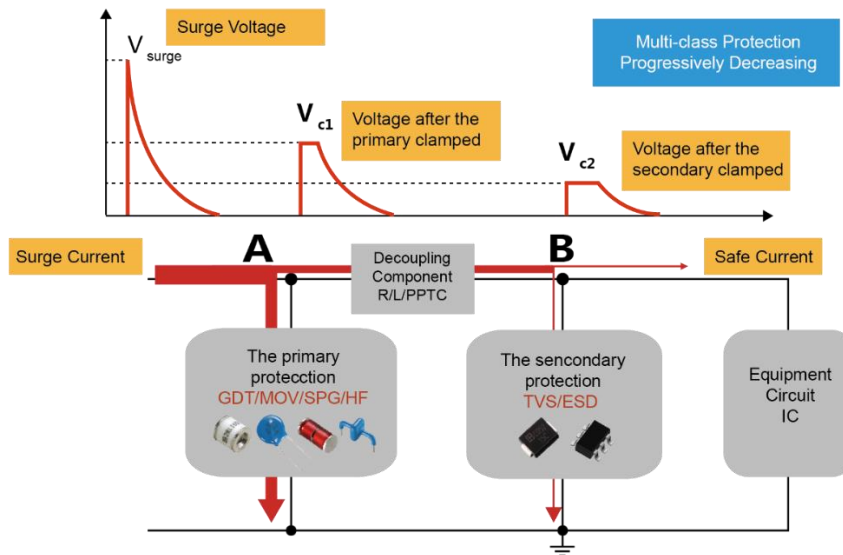 Surge Voltage
V surge
Multi-class Protection
Progressively Decreasing
V c1
Voltage after the
primary clamped
V c2
Voltage after the
secondary clamped
Surge Current
A
Decoupling
Component
R/L/PPTC
B
Safe Current
The primary
protecction
GDT/MOV/SPG/HF
The sencondary
protection
TVS/ESD
Equipment
Circuit
IC